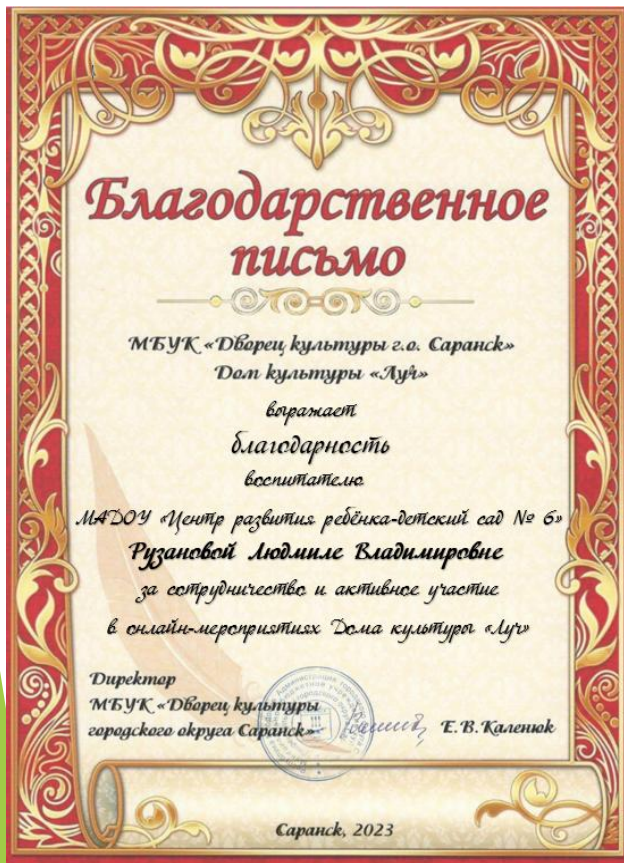 Благодарственное
письмо
МБУК «Дворец культуры г.о. Саранск»
Дом культуры «Луч»
выражает
благодарность
воспитателю
МАДОУ «Центр развития ребёнка-детский сад № 6»
Рузановой Людмиле Владимировне
за сотрудничество и активное участие
в онлайн-мероприятиях Дома культуры «Луч»
Директор
МБУК «Дворец культуры
городского округа Саранск» Е.В.Каленюк
Саранск, 2023